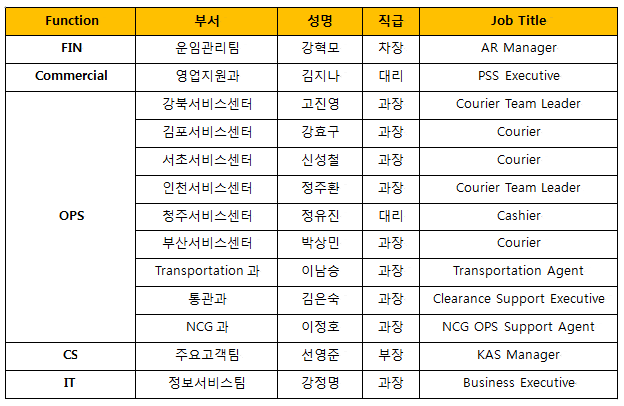 Function 부서 성명 직급 Job Title
FIN 운임관리팀 강혁모 차장 AR Manager
Commercial 영업지원과 김지나 대리 PSS Executive
OPS 강북서비스센터 고진영 과장 Courier Team Leader
김포서비스센터 강효구 과장 Courier
서초서비스센터 신성철 과장 Courier
인천서비스센터 정주환 과장 Courier Team Leader
청주서비스센터 정유진 대리 Cashier
부산서비스센터 박상민 과장 Courier
Transportation 과 이남승 과장 Transportation Agent
통관과 김은숙 과장 Clearance Support Executive
NCG 과 이정호 과장 NCG OPS Support Agent
CS 주요고객팀 선영준 부장 KAS Manager
IT 정보서비스팀 강정명 과장 Business Executive